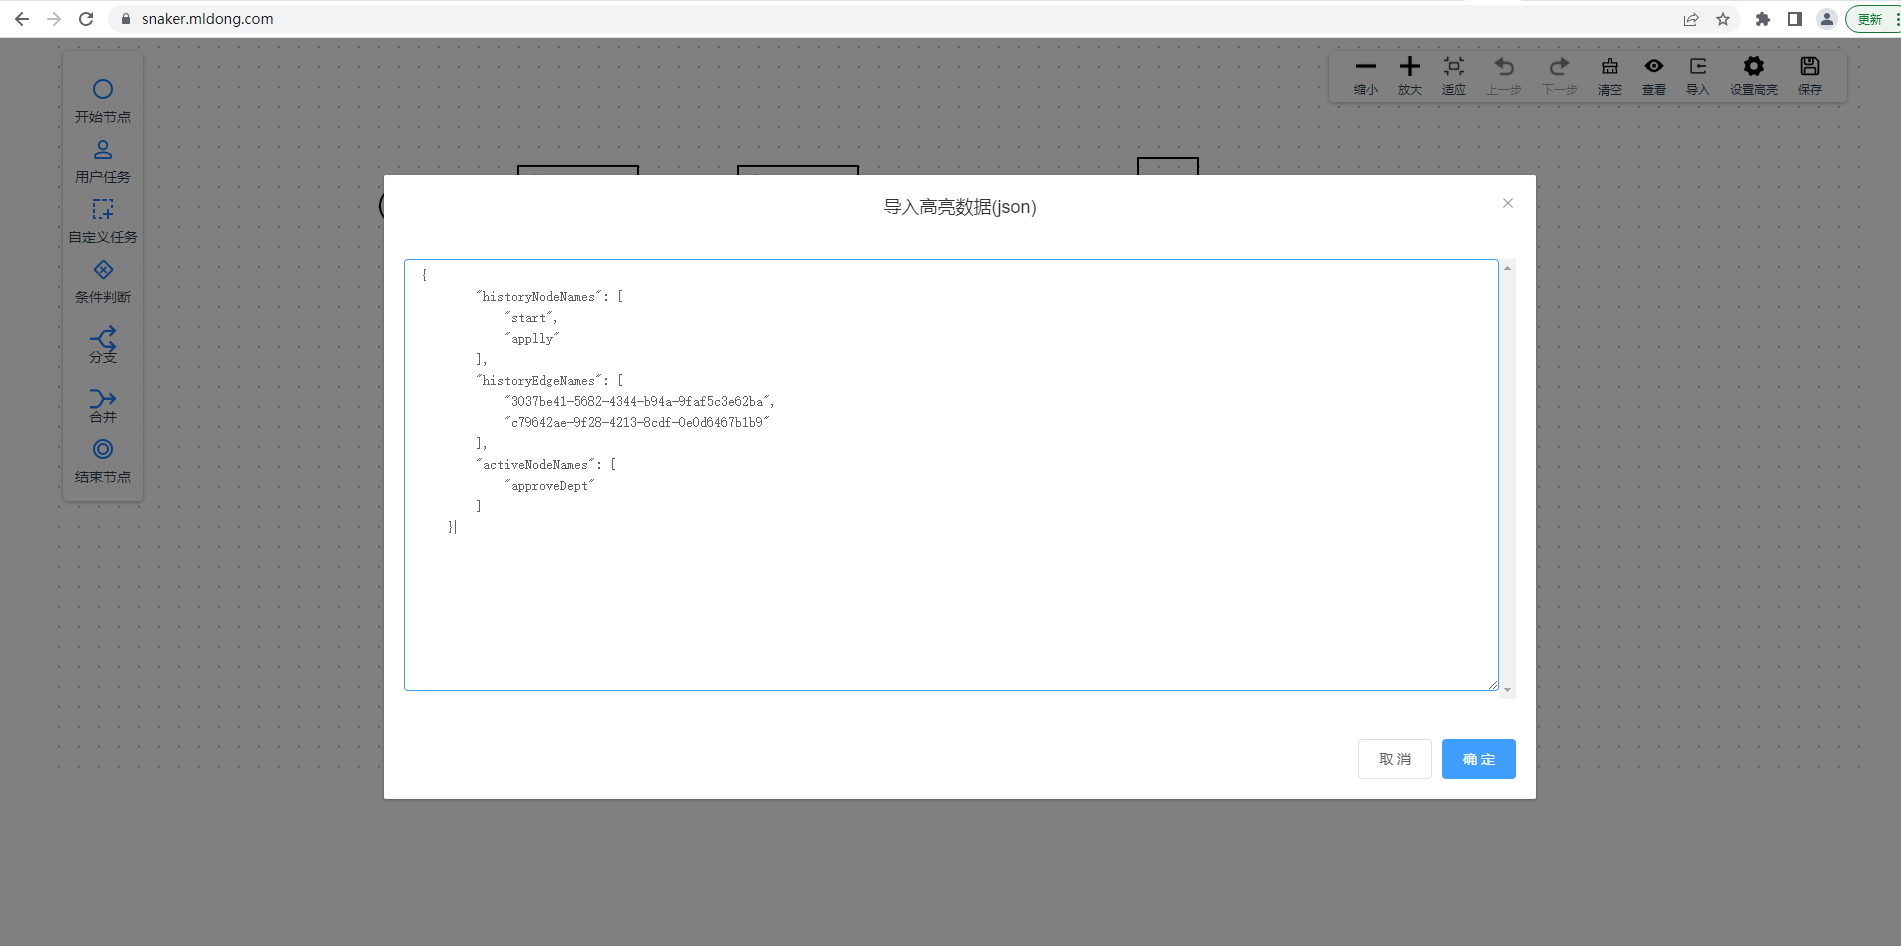 snaker.mldong.com
更新
开始节点
用户任务
自定义任务
条件判断
分支
合并
结束节点
缩小
放大
适应
上一步
下一步
清空
查看
导入
设置高亮
保存
导入高亮数据(json)
{
"historyNodeNames": [
"start",
"applly"
],
"historyEdgeNames": [
"3037be41-5682-4344-b94a-9faf5c3e62ba",
"c79642ae-9f28-4213-8cdf-0e0d6467b1b9"
],
"activeNodeNames": [
"approveDept"
]
}
取消
确定